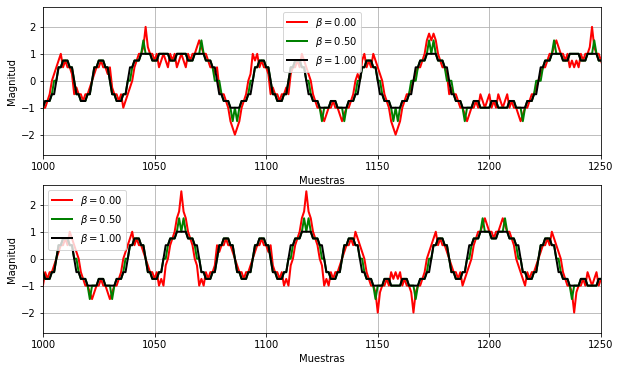 2
1
0
−1
−2
Magnitud
β = 0.00
β = 0.50
β = 1.00
1000
1050
1100
1150
1200
1250
Muestras
2
1
0
−1
−2
Magnitud
β = 0.00
β = 0.50
β = 1.00
1000
1050
1100
1150
1200
1250
Muestras